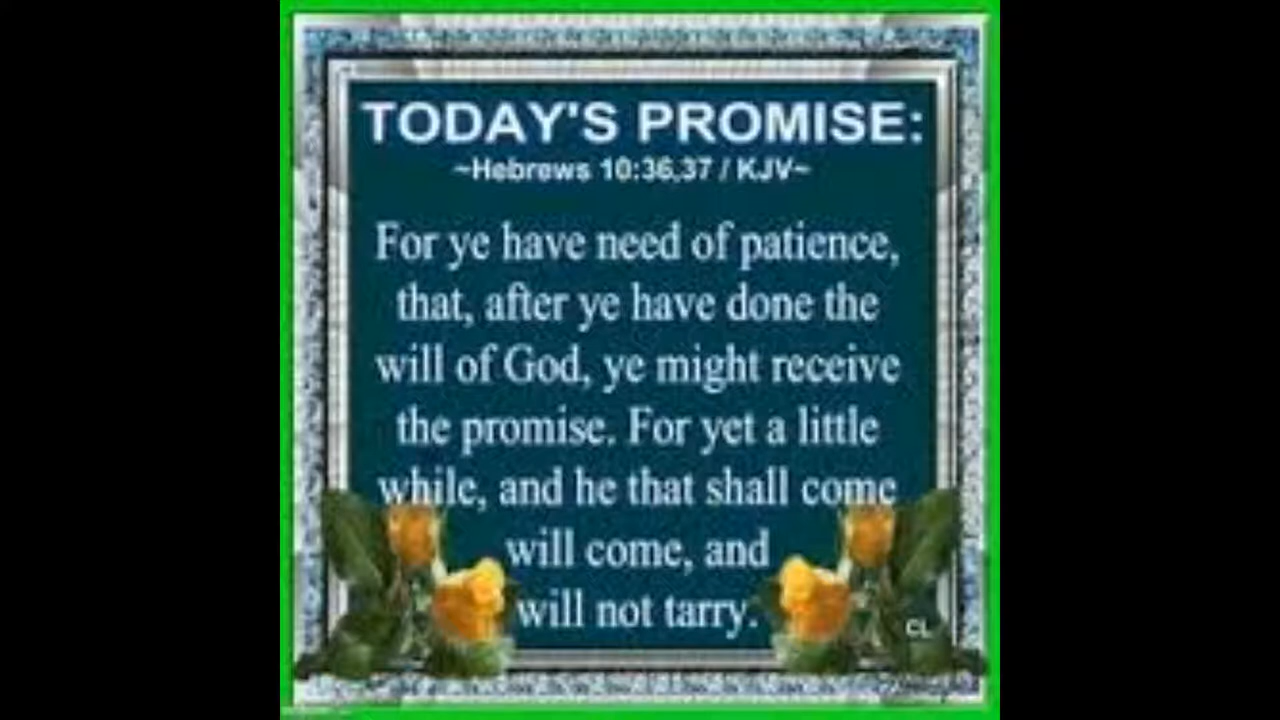 TODAY'S PROMISE:
~Hebrews 10:36,37 / KJV~
For ye have need of patience,
that, after ye have done the
will of God, ye might receive
the promise. For yet a little
while, and he that shall come
will come, and
will not tarry.
CL